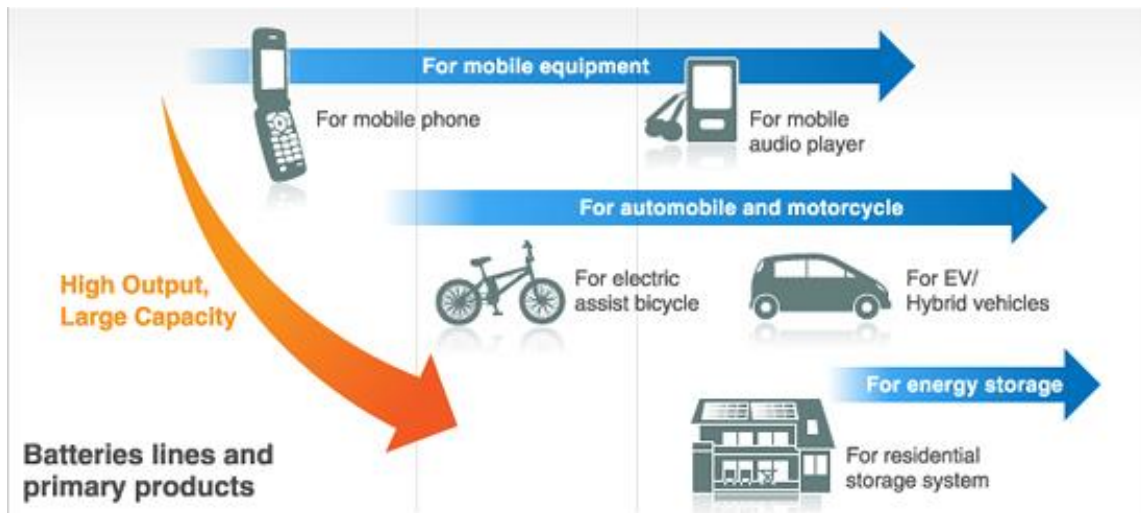 For mobile equipment
For mobile phone
For mobile
audio player
For automobile and motorcycle
High Output,
Large Capacity
For electric
assist bicycle
For EV/
Hybrid vehicles
For energy storage
Batteries lines and
primary products
For residential
storage system